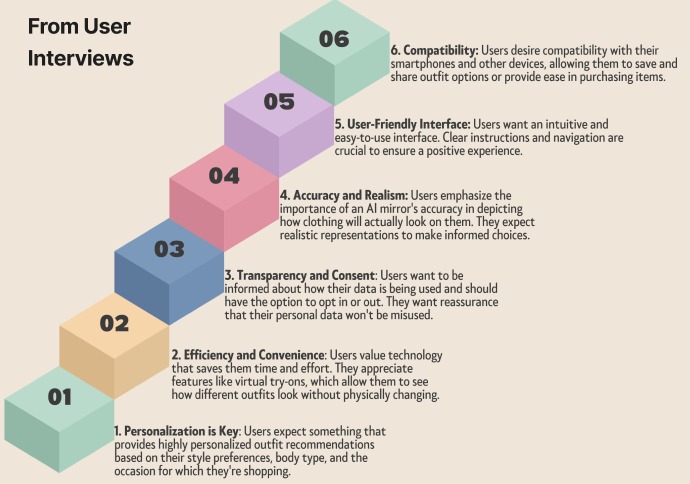 From User
Interviews
06
6. Compatibility: Users desire compatibility with their
smartphones and other devices, allowing them to save and
share outfit options or provide ease in purchasing items.
05
5. User-Friendly Interface: Users want an intuitive and
easy-to-use interface. Clear instructions and navigation are
crucial to ensure a positive experience.
04
4. Accuracy and Realism: Users emphasize the
importance of an AI mirror's accuracy in depicting
how clothing will actually look on them. They expect
realistic representations to make informed choices.
03
3. Transparency and Consent: Users want to be
informed about how their data is being used and should
have the option to opt in or out. They want reassurance
that their personal data won't be misused.
02
2. Efficiency and Convenience: Users value technology
that saves them time and effort. They appreciate
features like virtual try-ons, which allow them to see
how different outfits look without physically changing.
01
1. Personalization is Key: Users expect something that
provides highly personalized outfit recommendations
based on their style preferences, body type, and the
occasion for which they're shopping.